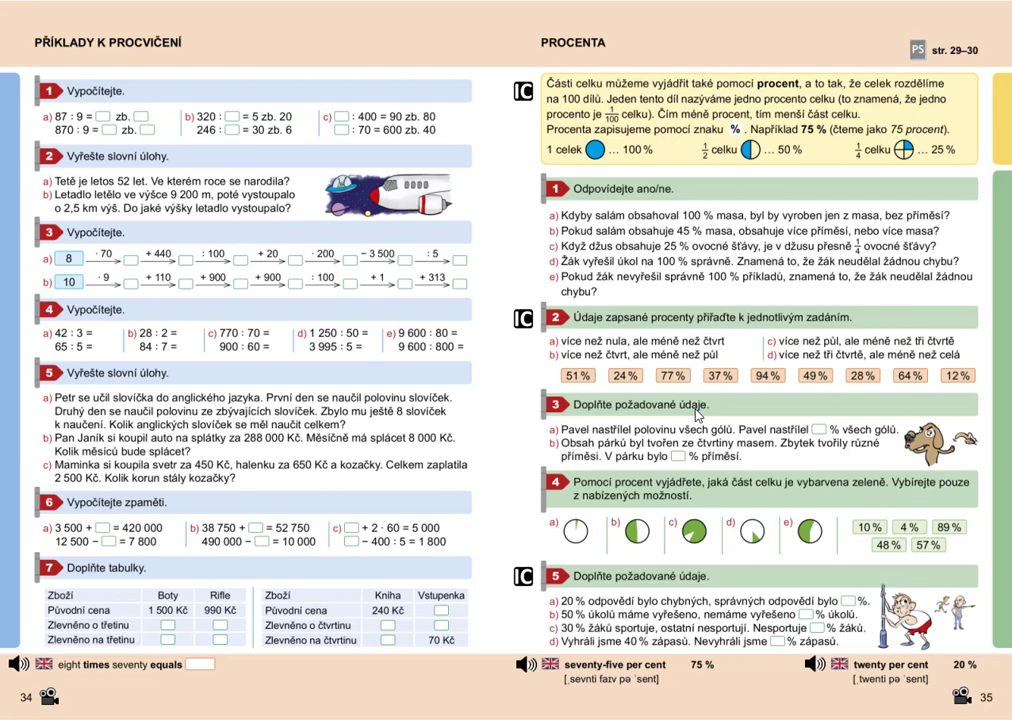 PŘÍKLADY K PROCVIČENÍ
1 Vypočítejte.
a) 87 : 9 = zb. b) 320 : = 5 zb. 20 c) : 400 = 90 zb. 80
870 : 9 = zb. 246 : = 30 zb. 6 : 70 = 600 zb. 40
2 Vyřešte slovní úlohy.
a) Tetě je letos 52 let. Ve kterém roce se narodila?
b) Letadlo letělo ve výšce 9 200 m, poté vystoupalo
o 2,5 km výš. Do jaké výšky letadlo vystoupalo?
3 Vypočítejte.
a) 8 · 70 + 440 : 100 + 20 · 200 − 3 500 : 5
b) 10 · 9 + 110 + 900 + 900 : 100 + 1 + 313
4 Vypočítejte.
a) 42 : 3 = b) 28 : 2 = c) 770 : 70 = d) 1 250 : 50 = e) 9 600 : 80 =
65 : 5 = 84 : 7 = 900 : 60 = 3 995 : 5 = 9 600 : 800 =
5 Vyřešte slovní úlohy.
a) Petr se učil slovíčka do anglického jazyka. První den se naučil polovinu slovíček.
Druhý den se naučil polovinu ze zbývajících slovíček. Zbylo mu ještě 8 slovíček
k naučení. Kolik anglických slovíček se měl naučit celkem?
b) Pan Janík si koupil auto na splátky za 288 000 Kč. Měsíčně má splácet 8 000 Kč.
Kolik měsíců bude splácet?
c) Maminka si koupila svetr za 450 Kč, halenku za 650 Kč a kozačky. Celkem zaplatila
2 500 Kč. Kolik korun stály kozačky?
6 Vypočítejte zpaměti.
a) 3 500 + = 420 000 b) 38 750 + = 52 750 c) + 2 · 60 = 5 000
12 500 − = 7 800 490 000 − = 10 000 − 400 : 5 = 1 800
7 Doplňte tabulky.
Zboží Boty Rifle Zboží Kniha Vstupenka
Původní cena 1 500 Kč 990 Kč Původní cena 240 Kč
Zlevněno o třetinu Zlevněno o čtvrtinu
Zlevněno na třetinu Zlevněno na čtvrtinu 70 Kč
eight times seventy equals
34
PROCENTA
PS str. 29–30
Části celku můžeme vyjádřit také pomocí procent, a to tak, že celek rozdělíme
na 100 dílů. Jeden tento díl nazýváme jedno procento celku (to znamená, že jedno
procento je 1/100 celku). Čím méně procent, tím menší část celku.
Procenta zapisujeme pomocí znaku %. Například 75 % (čteme jako 75 procent).
1 celek … 100 % 1/2 celku … 50 % 1/4 celku … 25 %
1 Odpovídejte ano/ne.
a) Kdyby salám obsahoval 100 % masa, byl by vyroben jen z masa, bez příměsí?
b) Pokud salám obsahuje 45 % masa, obsahuje více příměsí, nebo více masa?
c) Když džus obsahuje 25 % ovocné šťávy, je v džusu přesně 1/4 ovocné šťávy?
d) Žák vyřešil úkol na 100 % správně. Znamená to, že žák neudělal žádnou chybu?
e) Pokud žák nevyřešil správně 100 % příkladů, znamená to, že žák neudělal žádnou
chybu?
2 Údaje zapsané procenty přiřaďte k jednotlivým zadáním.
a) více než nula, ale méně než čtvrt c) více než půl, ale méně než tři čtvrtě
b) více než čtvrt, ale méně než půl d) více než tři čtvrtě, ale méně než celá
51 % 24 % 77 % 37 % 94 % 49 % 28 % 64 % 12 %
3 Doplňte požadované údaje.
a) Pavel nastřílel polovinu všech gólů. Pavel nastřílel % všech gólů.
b) Obsah párků byl tvořen ze čtvrtiny masem. Zbytek tvořily různé
příměsi. V párku bylo % příměsí.
4 Pomocí procent vyjádřete, jaká část celku je vybarvena zeleně. Vybírejte pouze
z nabízených možností.
a) b) c) d) e) 10 % 4 % 89 %
48 % 57 %
5 Doplňte požadované údaje.
a) 20 % odpovědí bylo chybných, správných odpovědí bylo %.
b) 50 % úkolů máme vyřešeno, nemáme vyřešeno % úkolů.
c) 30 % žáků sportuje, ostatní nesportují. Nesportuje % žáků.
d) Vyhráli jsme 40 % zápasů. Nevyhráli jsme % zápasů.
seventy-five per cent 75 % twenty per cent 20 %
[ˌsevnti faɪv pə ˈsent] [ˌtwenti pə ˈsent]
35